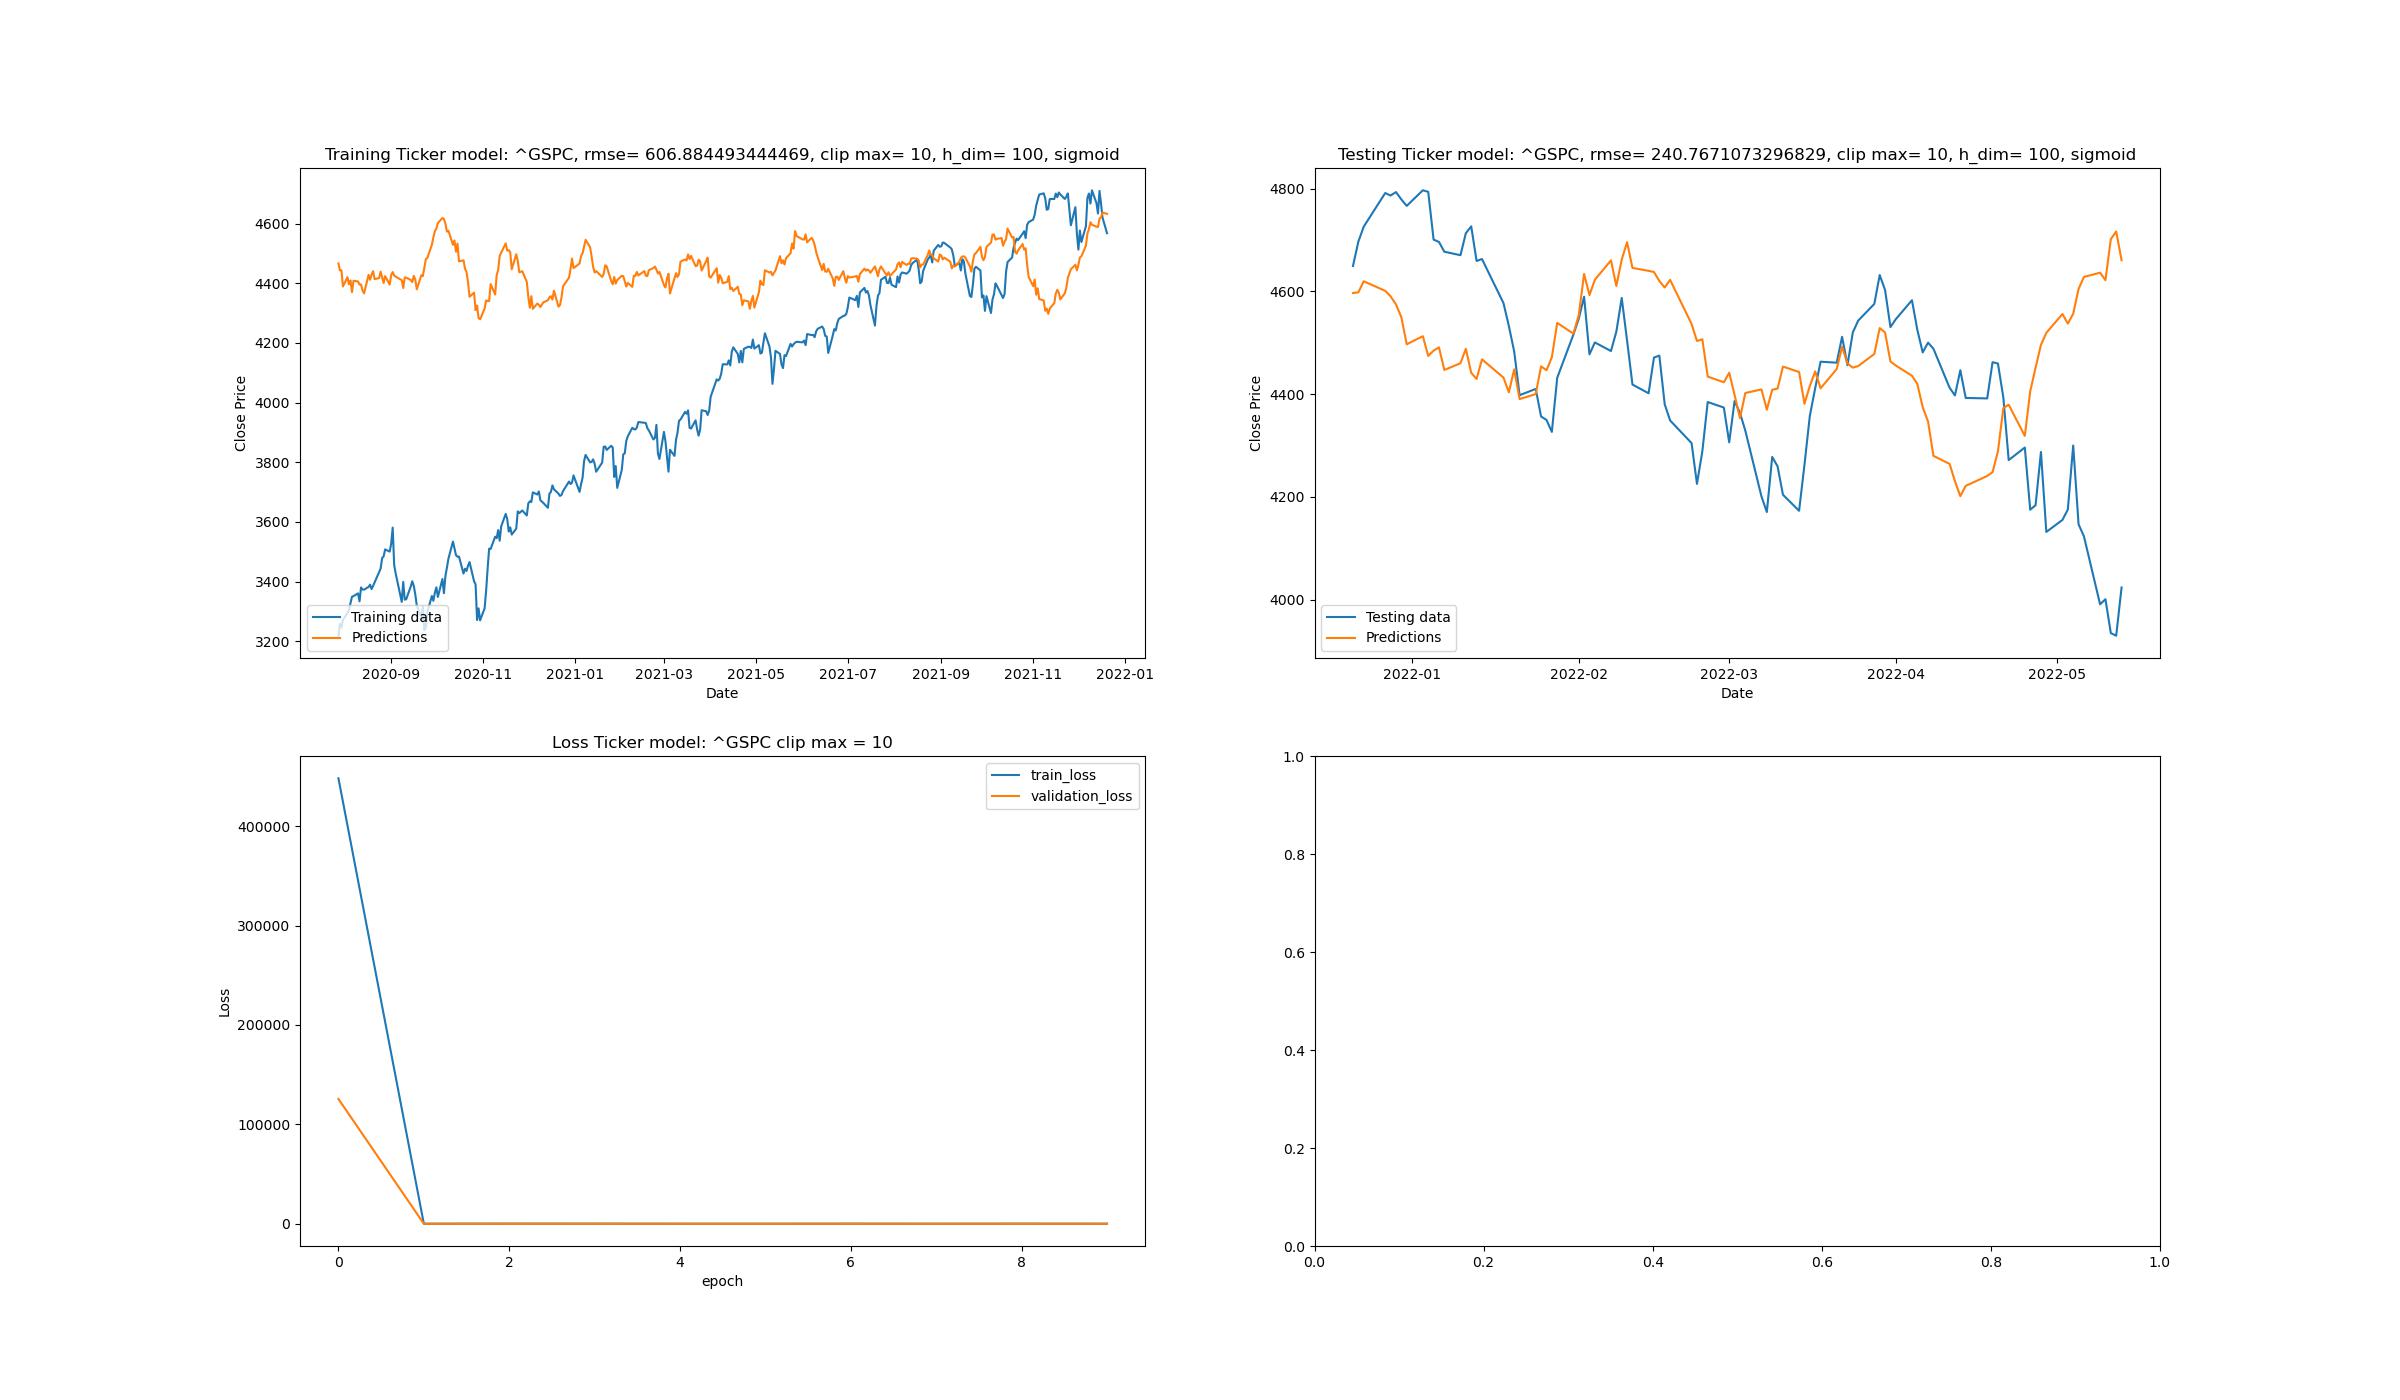 Training Ticker model: ^GSPC, rmse= 606.884493444469, clip max= 10, h_dim= 100, sigmoid
4600
4400
4200
4000
3800
3600
3400
3200
Close Price
Training data
Predictions
2020-09 2020-11 2021-01 2021-03 2021-05 2021-07 2021-09 2021-11 2022-01
Date
Testing Ticker model: ^GSPC, rmse= 240.7671073296829, clip max= 10, h_dim= 100, sigmoid
4800
4600
4400
4200
4000
Close Price
Testing data
Predictions
2022-01 2022-02 2022-03 2022-04 2022-05
Date
Loss Ticker model: ^GSPC clip max = 10
train_loss
validation_loss
400000
300000
200000
100000
0
Loss
0 2 4 6 8
epoch
1.0
0.8
0.6
0.4
0.2
0.0
0.0 0.2 0.4 0.6 0.8 1.0